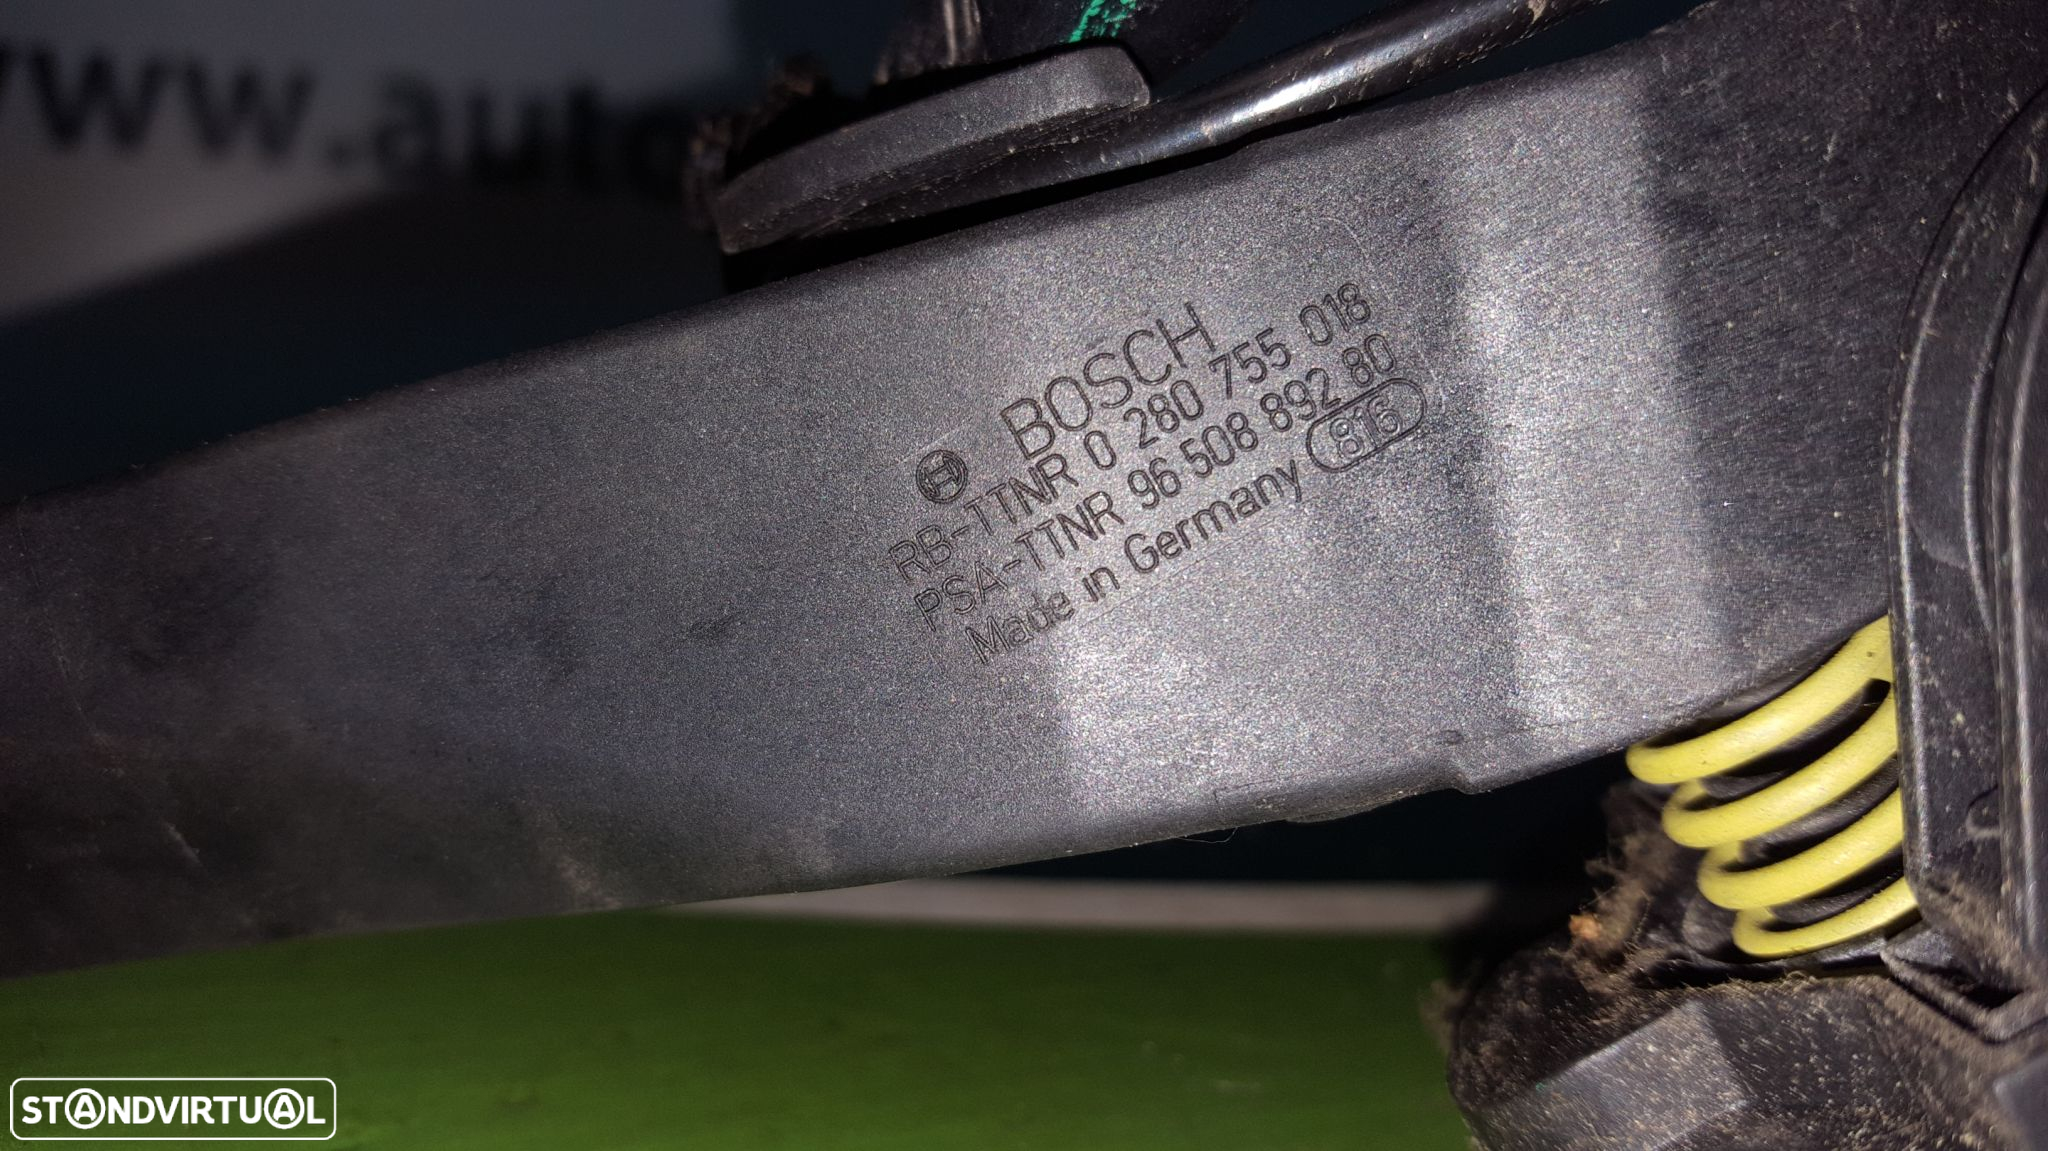 www.auto
BOSCH
RB-TTNR 0 280 755 018
PSA-TTNR 96 508 892 80
Made in Germany 816
STANDVIRTUAL